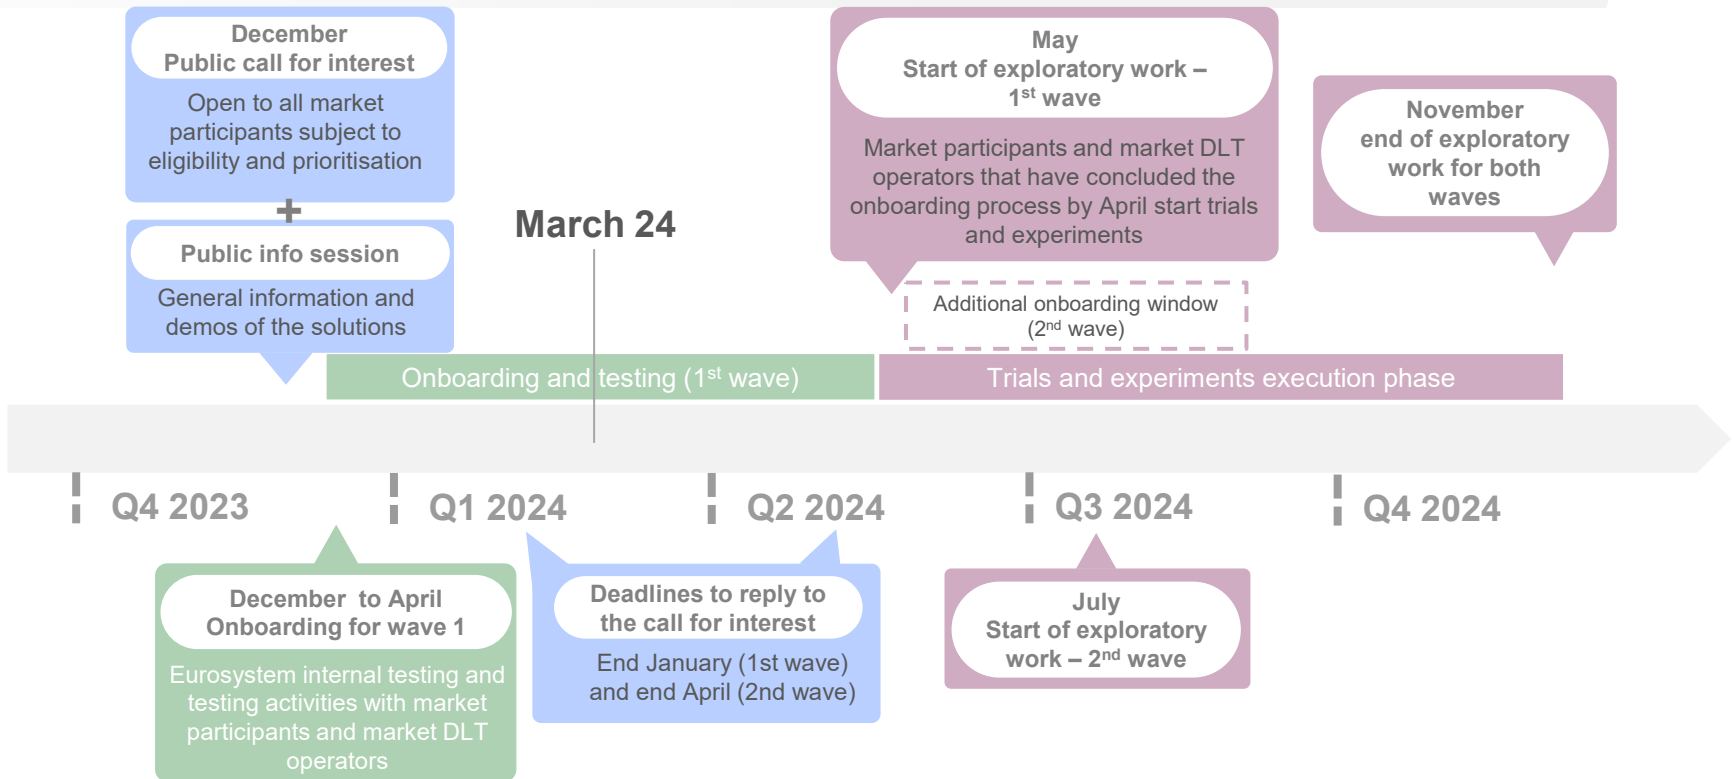 December
Public call for interest
Open to all market
participants subject to
eligibility and prioritisation
+
Public info session
General information and
demos of the solutions
March 24
May
Start of exploratory work –
1st wave
Market participants and market DLT
operators that have concluded the
onboarding process by April start trials
and experiments
November
end of exploratory
work for both
waves
Additional onboarding window
(2nd wave)
Onboarding and testing (1st wave)
Trials and experiments execution phase
Q4 2023
Q1 2024
Q2 2024
Q3 2024
Q4 2024
December to April
Onboarding for wave 1
Eurosystem internal testing and
testing activities with market
participants and market DLT
operators
Deadlines to reply to
the call for interest
End January (1st wave)
and end April (2nd wave)
July
Start of exploratory
work – 2nd wave